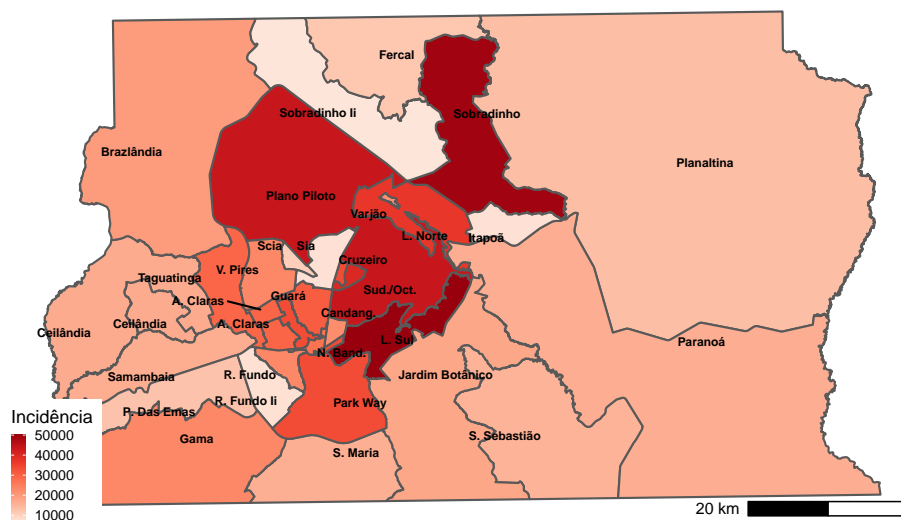 Fercal
Sobradinho Ii
Sobradinho
Brazlândia
Planaltina
Plano Piloto
Varjão
L. Norte
Itapoã
Scia
Sia
Cruzeiro
V. Pires
Taguatinga
Guará
A. Claras
Sud./Oct.
Candang.
Ceilândia
Ceilândia
A. Claras
L. Sul
Paranoá
N. Band.
R. Fundo
Samambaia
Jardim Botânico
R. Fundo Ii
Park Way
P. Das Emas
Gama
S. Sebastião
S. Maria
Incidência
50000
40000
30000
20000
10000
20 km